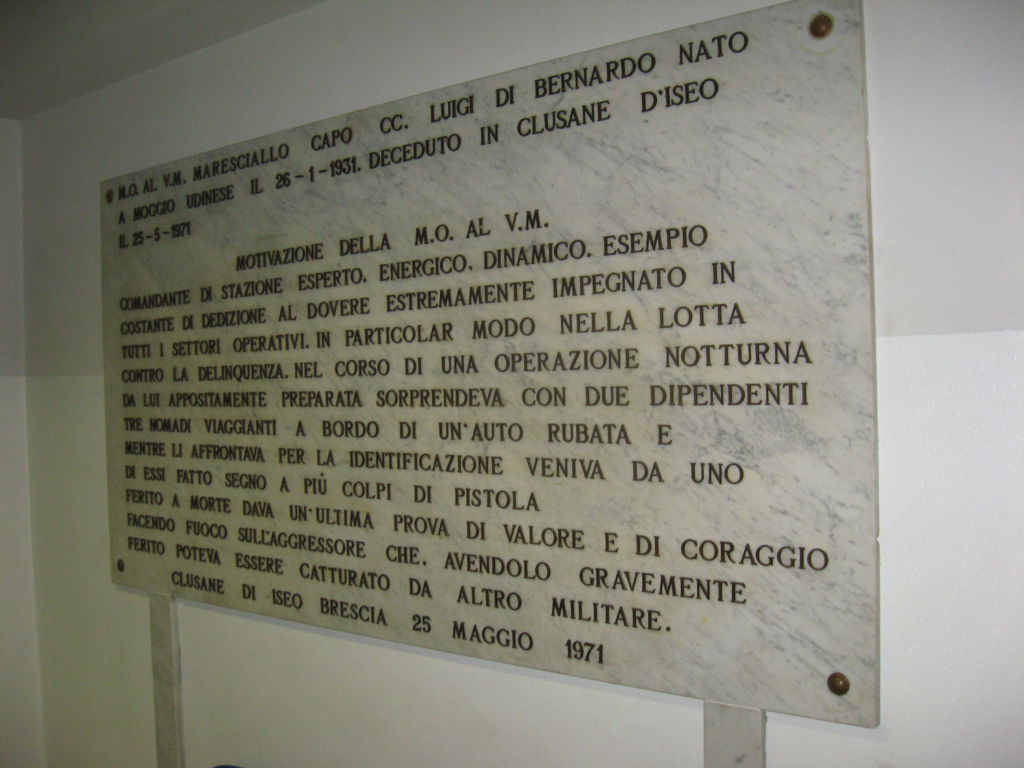 M.O. AL V.M. MARESCIALLO CAPO CC. LUIGI DI BERNARDO NATO
A MOGGIO UDINESE IL 26-1-1931. DECEDUTO IN CLUSANE D'ISEO
IL 25-5-1971
MOTIVAZIONE DELLA M.O. AL V.M.
COMANDANTE DI STAZIONE ESPERTO. ENERGICO. DINAMICO. ESEMPIO
COSTANTE DI DEDIZIONE AL DOVERE ESTREMAMENTE IMPEGNATO IN
TUTTI I SETTORI OPERATIVI. IN PARTICOLAR MODO NELLA LOTTA
CONTRO LA DELINQUENZA. NEL CORSO DI UNA OPERAZIONE NOTTURNA
DA LUI APPOSITAMENTE PREPARATA SORPRENDEVA CON DUE DIPENDENTI
TRE NOMADI VIAGGIANTI A BORDO DI UN'AUTO RUBATA E
MENTRE LI AFFRONTAVA PER LA IDENTIFICAZIONE VENIVA DA UNO
DI ESSI FATTO SEGNO A PIÙ COLPI DI PISTOLA
FERITO A MORTE DAVA UN'ULTIMA PROVA DI VALORE E DI CORAGGIO
FACENDO FUOCO SULL'AGGRESSORE CHE. AVENDOLO GRAVEMENTE
FERITO POTEVA ESSERE CATTURATO DA ALTRO MILITARE.
CLUSANE DI ISEO BRESCIA 25 MAGGIO 1971